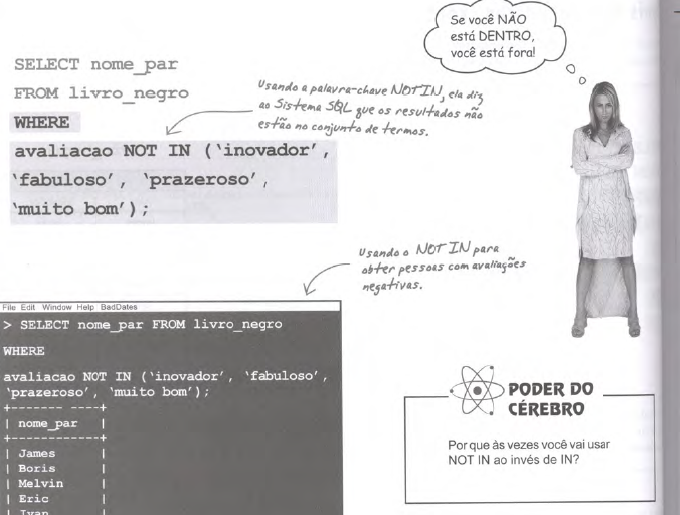 Se você NÃO
está DENTRO,
você está fora!
SELECT nome_par
FROM livro_negro
WHERE
avaliacao NOT IN ('inovador',
'fabuloso', 'prazeroso',
'muito bom');
Usando a palavra-chave NOT IN, ela diz
ao Sistema SQL que os resultados não
estão no conjunto de termos.
Usando o NOT IN para
obter pessoas com avaliações
negativas.
File Edit Window Help BadDates
> SELECT nome_par FROM livro_negro
WHERE
avaliacao NOT IN ('inovador', 'fabuloso',
'prazeroso', 'muito bom');
+------- ----+
| nome_par |
+------------+
| James |
| Boris |
| Melvin |
| Eric |
| Ivan
PODER DO
CÉREBRO
Por que às vezes você vai usar
NOT IN ao invés de IN?